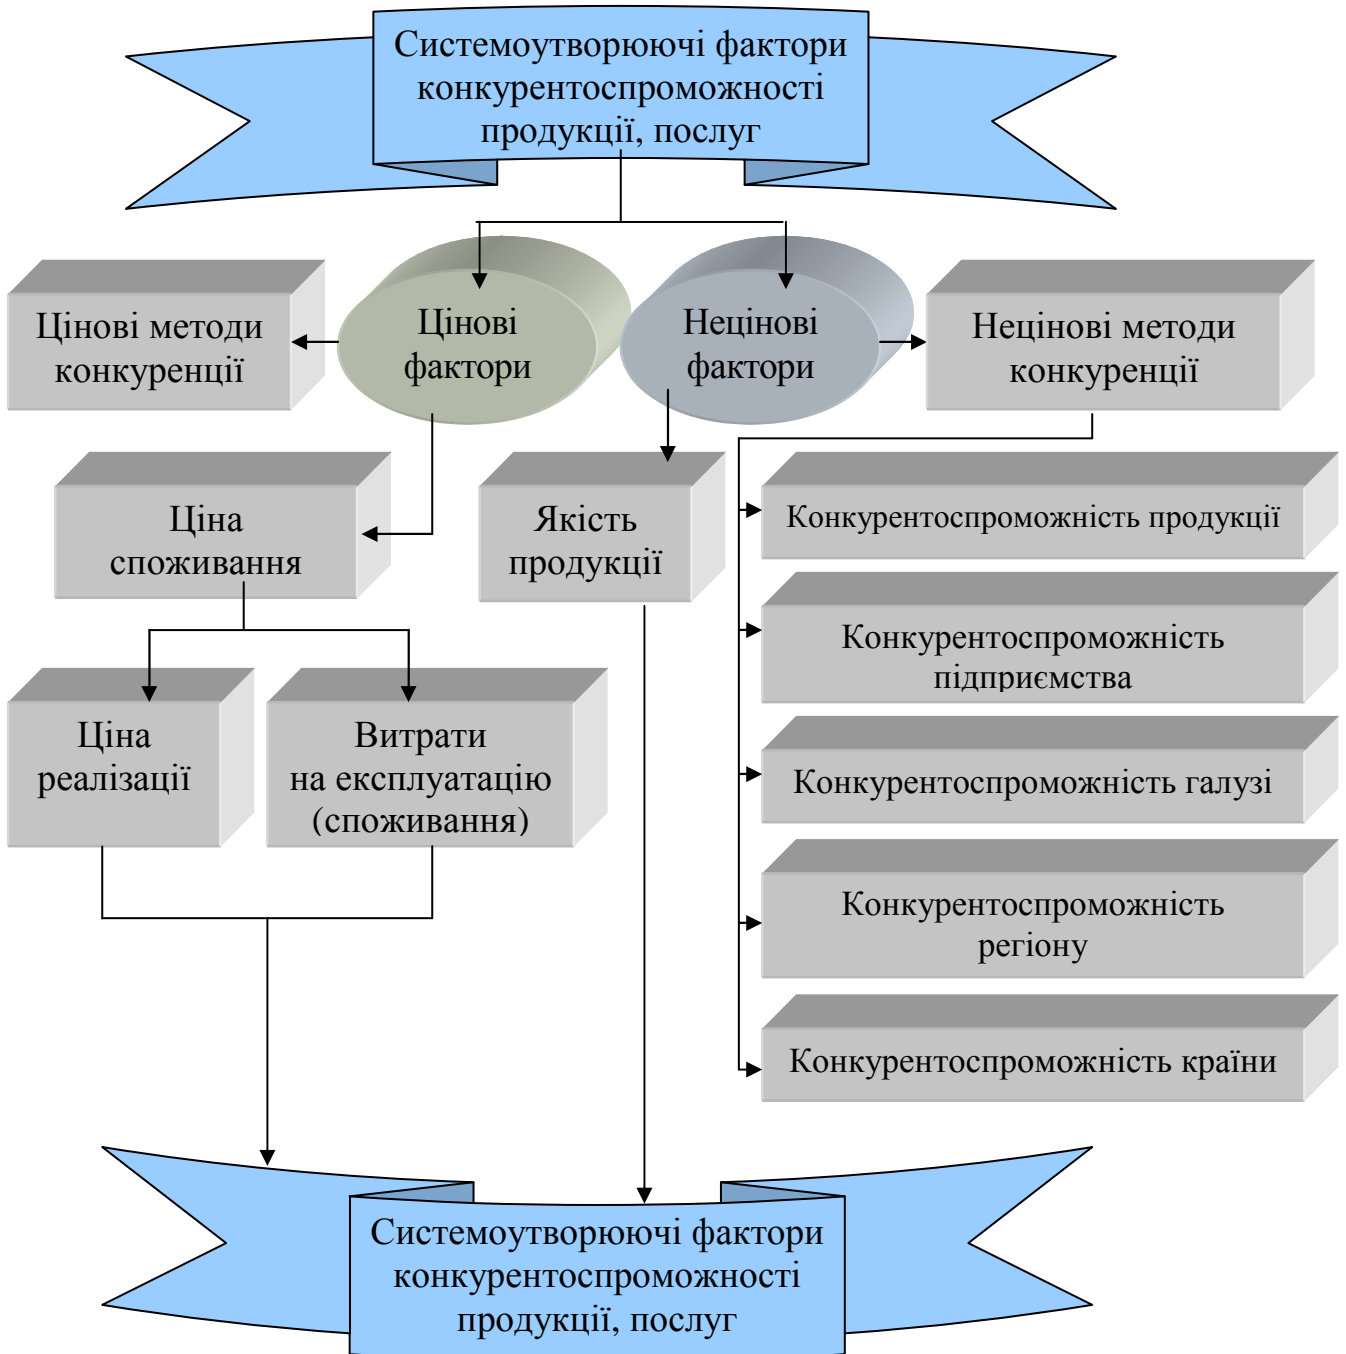 Системоутворюючі фактори
конкурентоспроможності
продукції, послуг
Цінові методи
конкуренції
Цінові
фактори
Нецінові
фактори
Нецінові методи
конкуренції
Ціна
споживання
Якість
продукції
Конкурентоспроможність продукції
Конкурентоспроможність
підприємства
Ціна
реалізації
Витрати
на експлуатацію
(споживання)
Конкурентоспроможність галузі
Конкурентоспроможність
регіону
Конкурентоспроможність країни
Системоутворюючі фактори
конкурентоспроможності
продукції, послуг